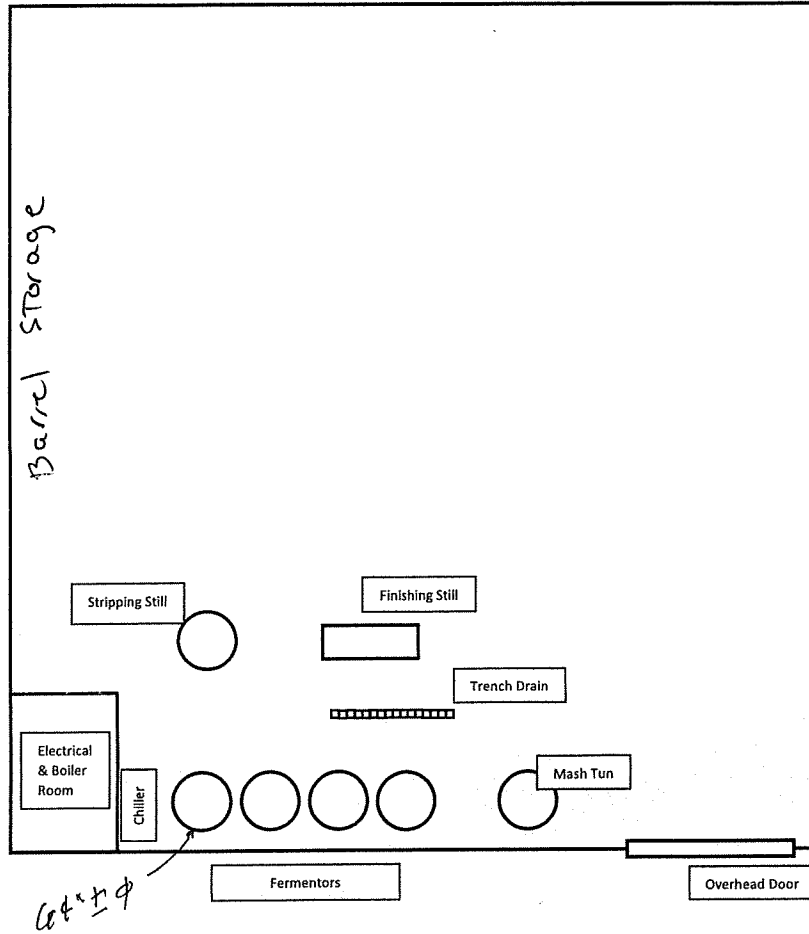 Barrel Storage
Stripping Still
Finishing Still
Trench Drain
Electrical
& Boiler
Room
Chiller
Mash Tun
Fermentors
Overhead Door